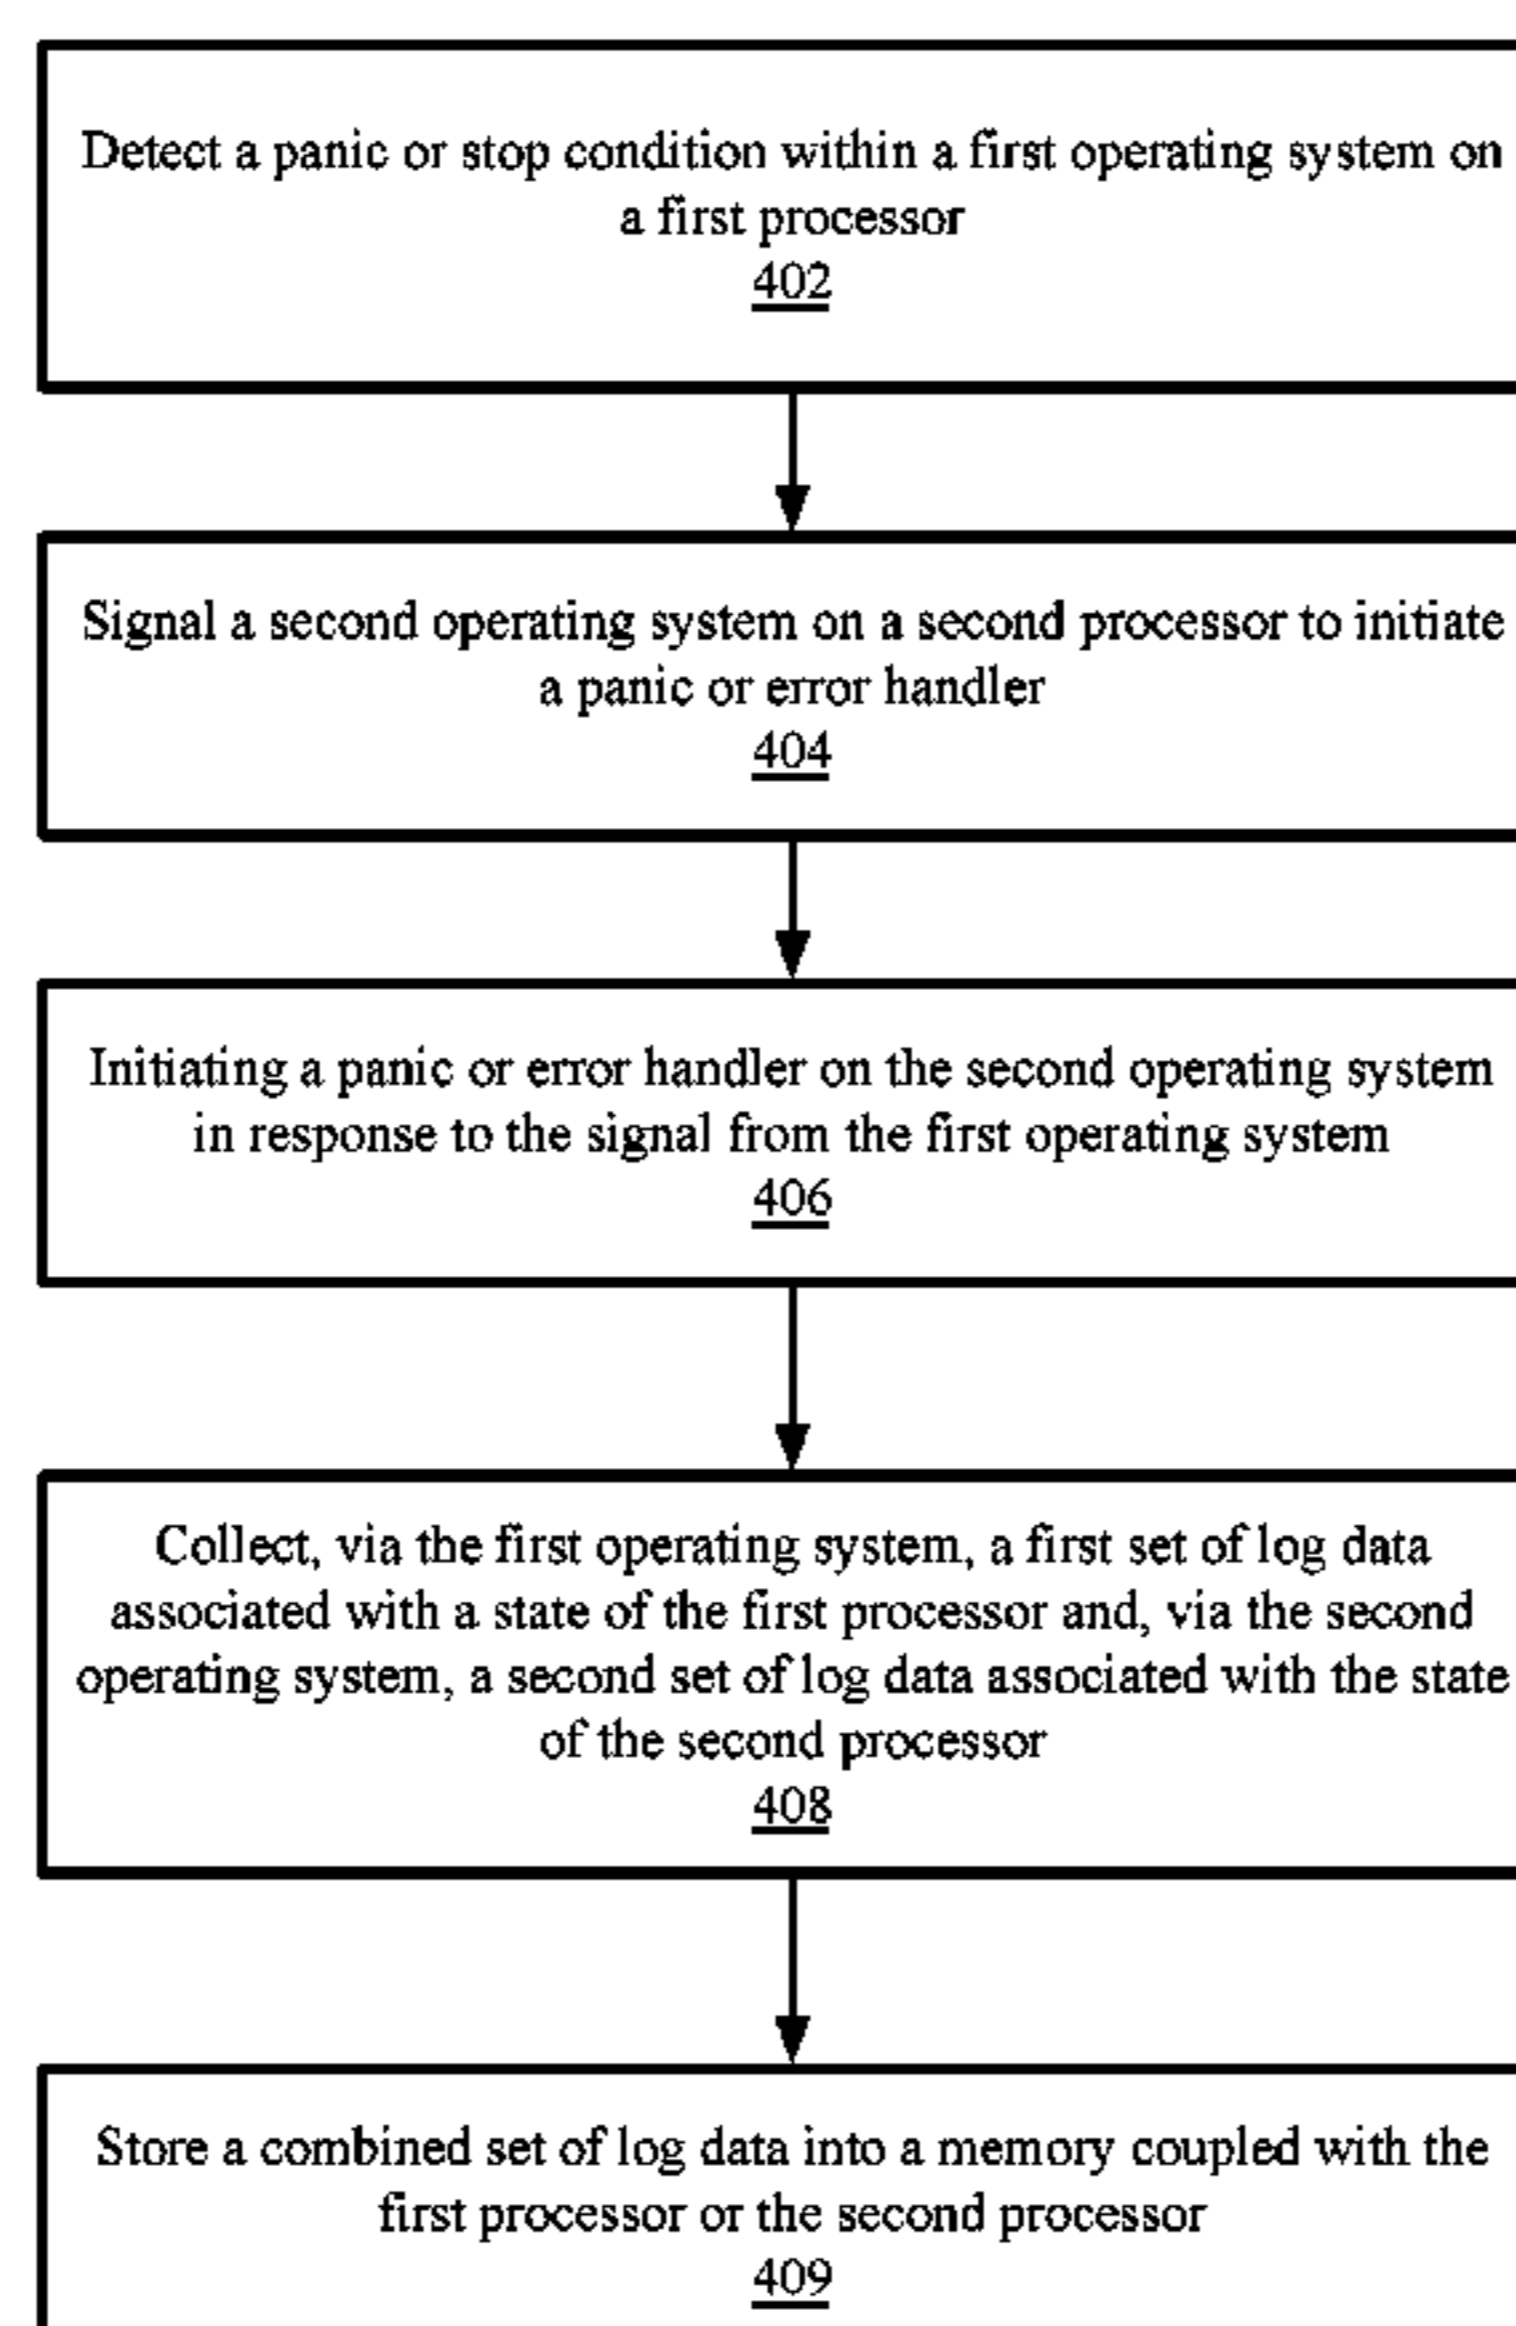 Detect a panic or stop condition within a first operating system on
a first processor
402
Signal a second operating system on a second processor to initiate
a panic or error handler
404
Initiating a panic or error handler on the second operating system
in response to the signal from the first operating system
406
Collect, via the first operating system, a first set of log data
associated with a state of the first processor and, via the second
operating system, a second set of log data associated with the state
of the second processor
408
Store a combined set of log data into a memory coupled with the
first processor or the second processor
409